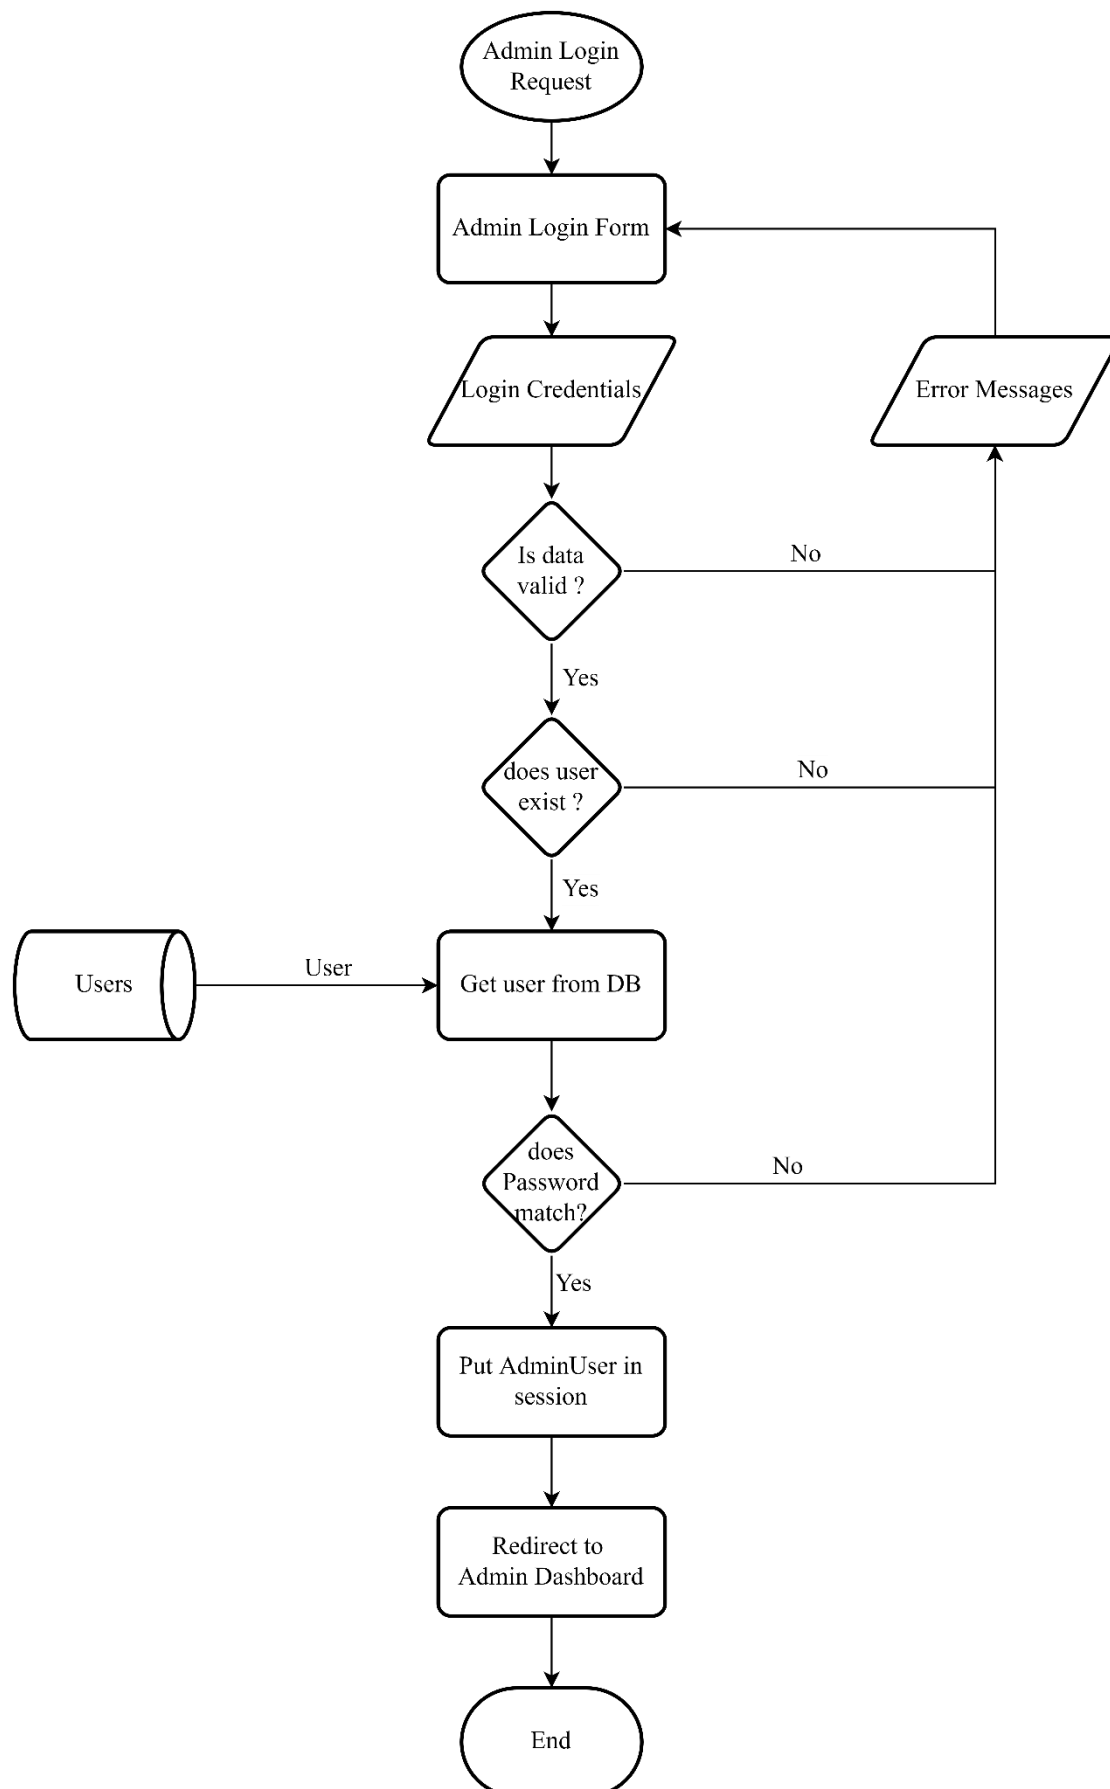 Admin Login
Request
Admin Login Form
Login Credentials
Error Messages
Is data
valid ?
No
Yes
does user
exist ?
No
Yes
Users
User
Get user from DB
does
Password
match?
No
Yes
Put AdminUser in
session
Redirect to
Admin Dashboard
End